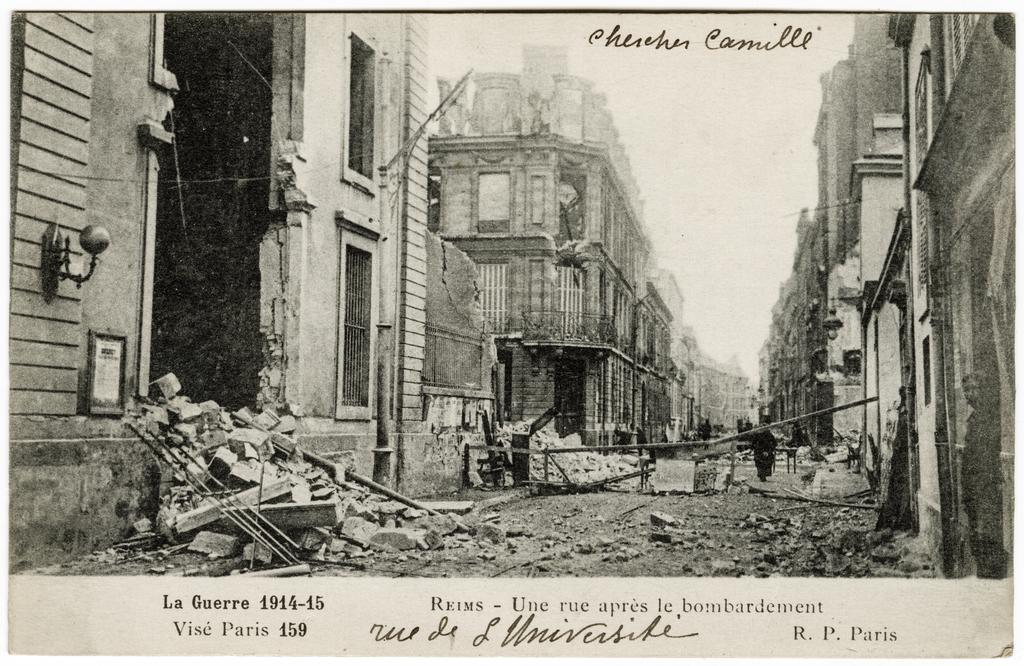 chercher Camille
La Guerre 1914-15
Visé Paris 159
REIMS - Une rue après le bombardement
rue de L'Université
R. P. Paris